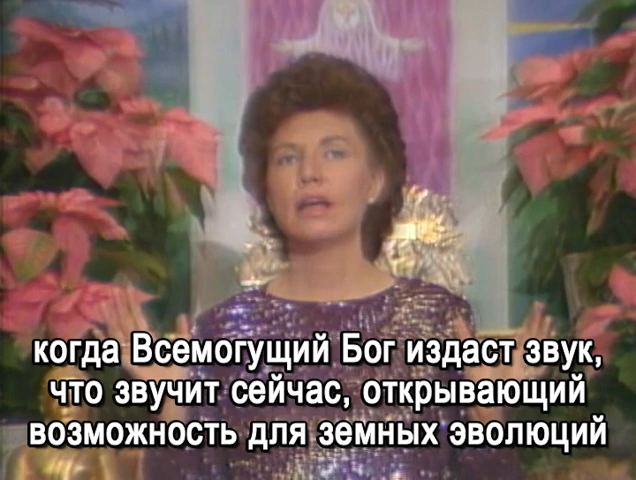 когда Всемогущий Бог издаст звук,
что звучит сейчас, открывающий
возможность для земных эволюций